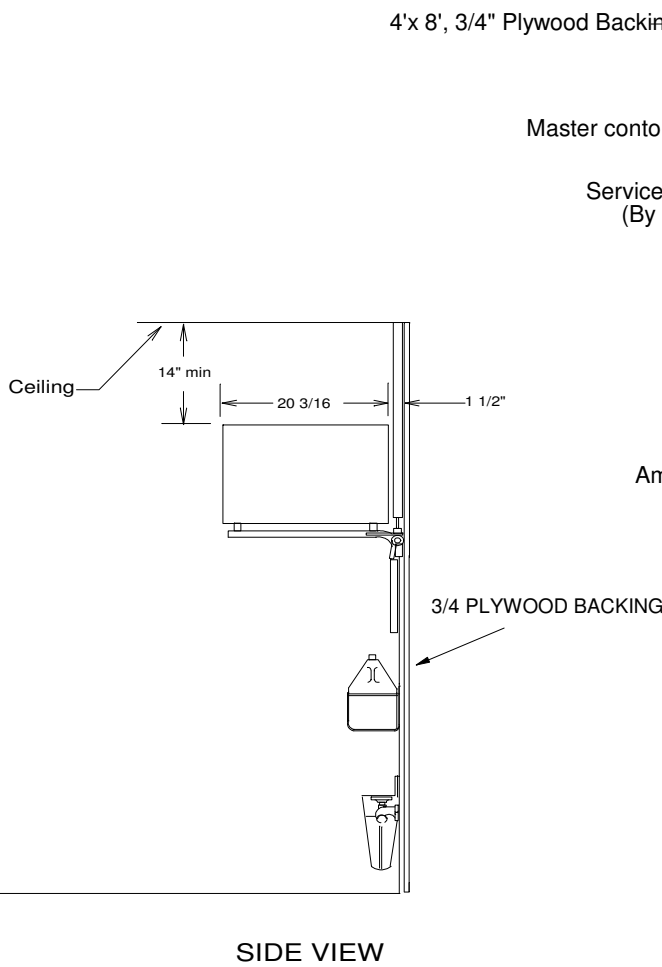 4'x 8', 3/4" Plywood Backin
Master conto
Service
(By
14" min
Ceiling
20 3/16
1 1/2"
Am
3/4 PLYWOOD BACKING
SIDE VIEW